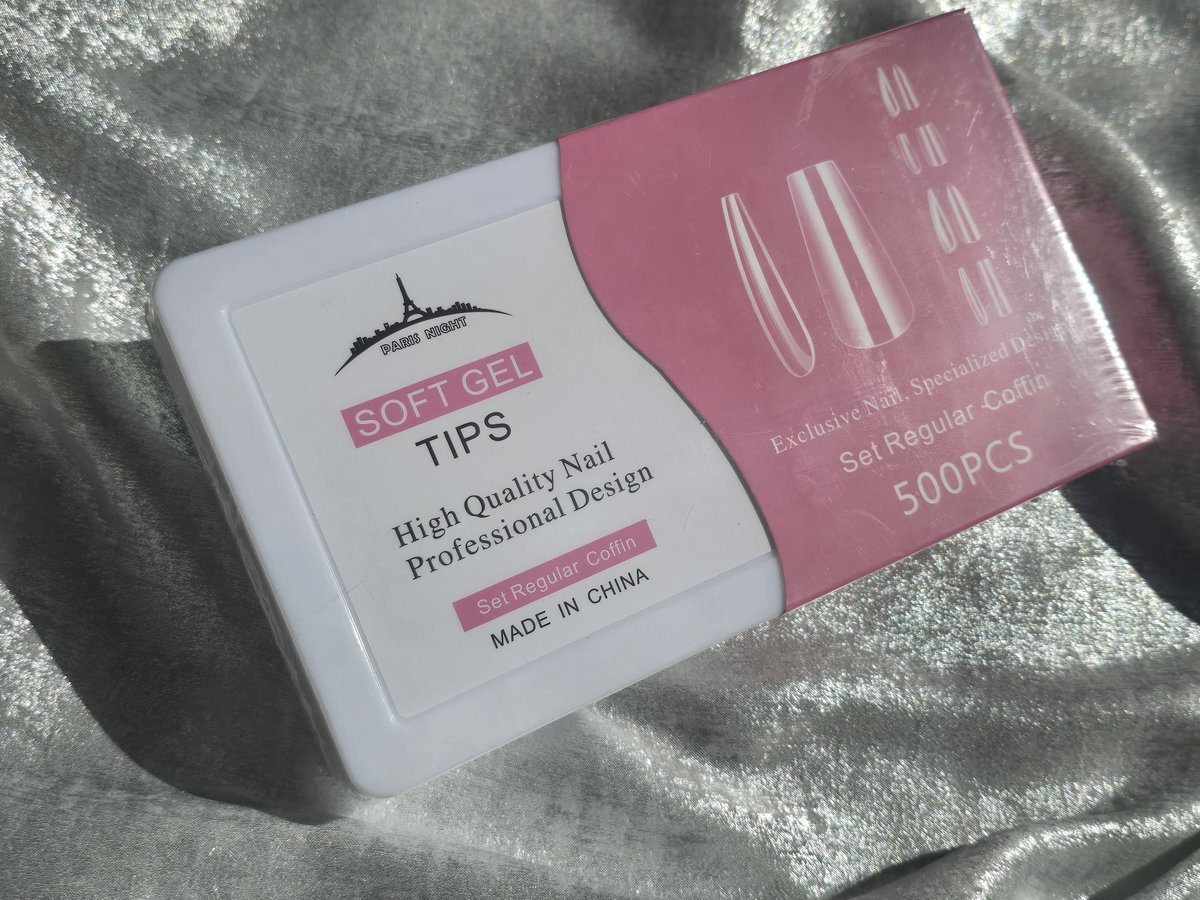 PARIS NIGHT
SOFT GEL
TIPS
High Quality Nail
Professional Design
Set Regular Coffin
MADE IN CHINA
Exclusive Nail, Specialized Design
Set Regular Coffin
500PCS